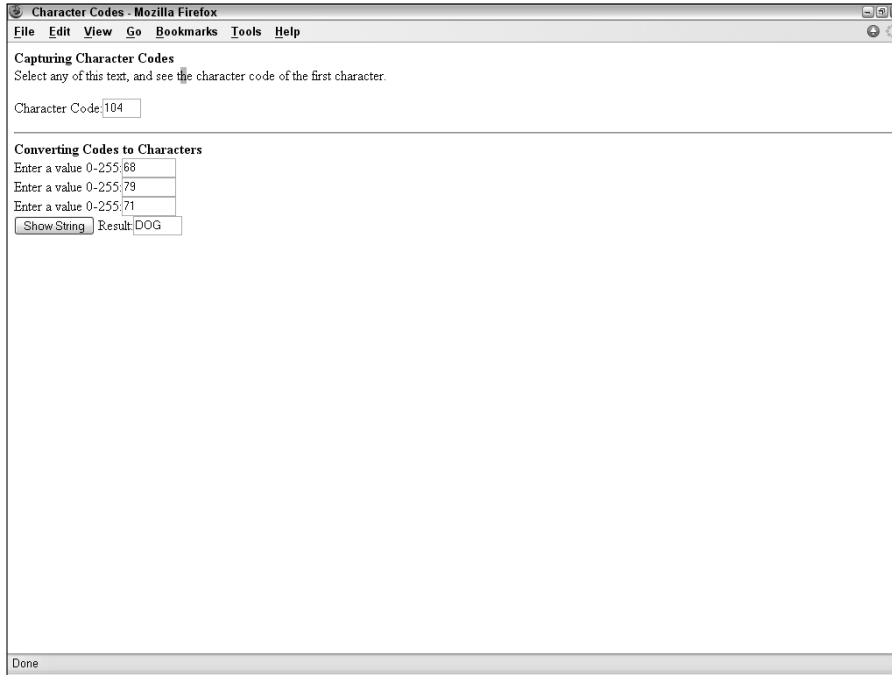 Character Codes - Mozilla Firefox
File Edit View Go Bookmarks Tools Help
Capturing Character Codes
Select any of this text, and see the character code of the first character.
Character Code: 104
Converting Codes to Characters
Enter a value 0-255: 68
Enter a value 0-255: 79
Enter a value 0-255: 71
Show String Result: DOG
Done